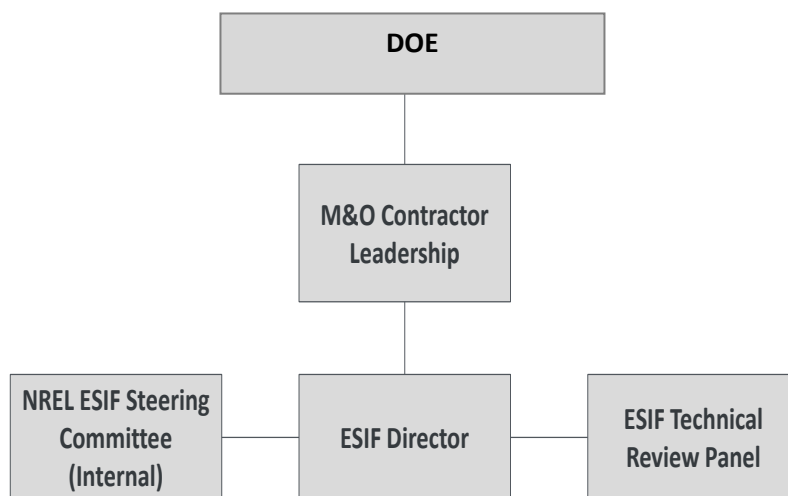 DOE
M&O Contractor
Leadership
NREL ESIF Steering
Committee
(Internal)
ESIF Director
ESIF Technical
Review Panel